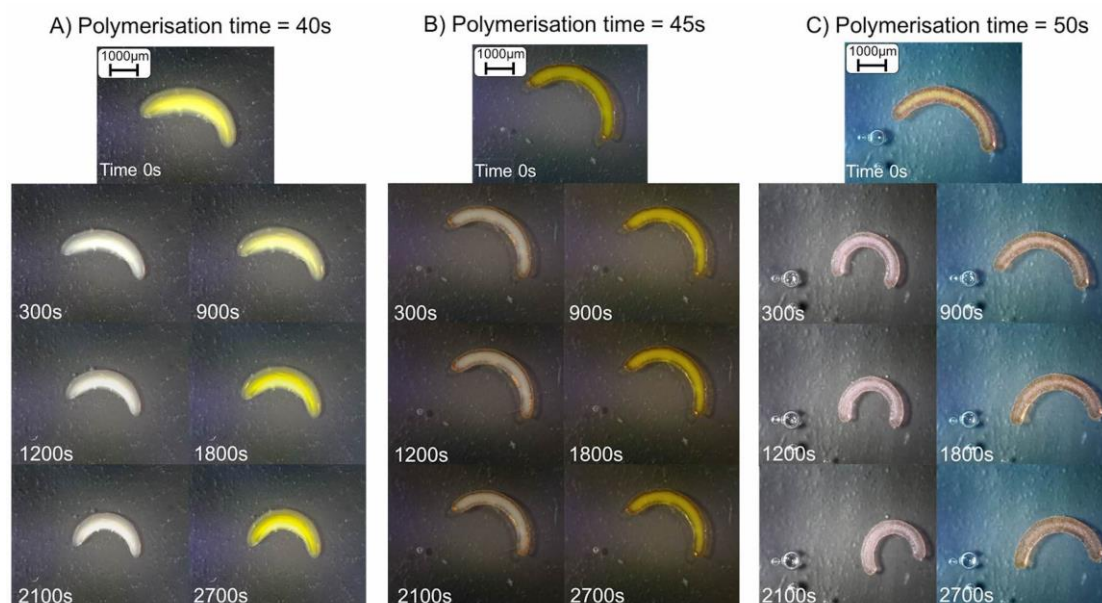 A) Polymerisation time = 40s
1000µm
Time 0s
300s
900s
1200s
1800s
2100s
2700s
B) Polymerisation time = 45s
1000µm
Time 0s
300s
900s
1200s
1800s
2100s
2700s
C) Polymerisation time = 50s
1000µm
Time 0s
300s
900s
1200s
1800s
2100s
2700s